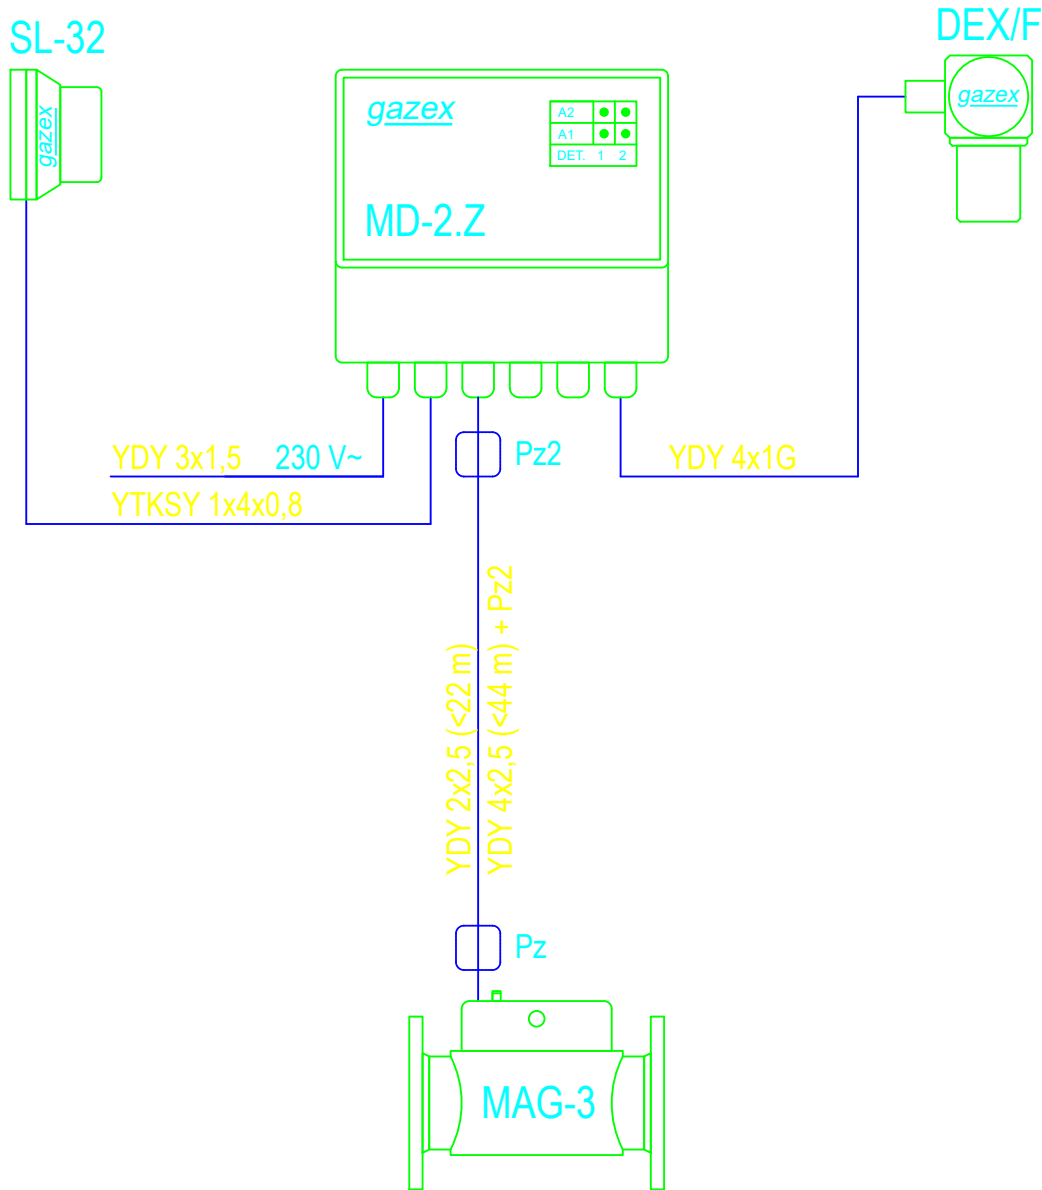 SL-32
DEX/F
gazex
gazex
A2
A1
DET. 1 2
gazex
MD-2.Z
YDY 3x1,5 230 V~
Pz2
YDY 4x1G
YTKSY 1x4x0,8
YDY 2x2,5 (<22 m)
YDY 4x2,5 (<44 m) + Pz2
Pz
MAG-3